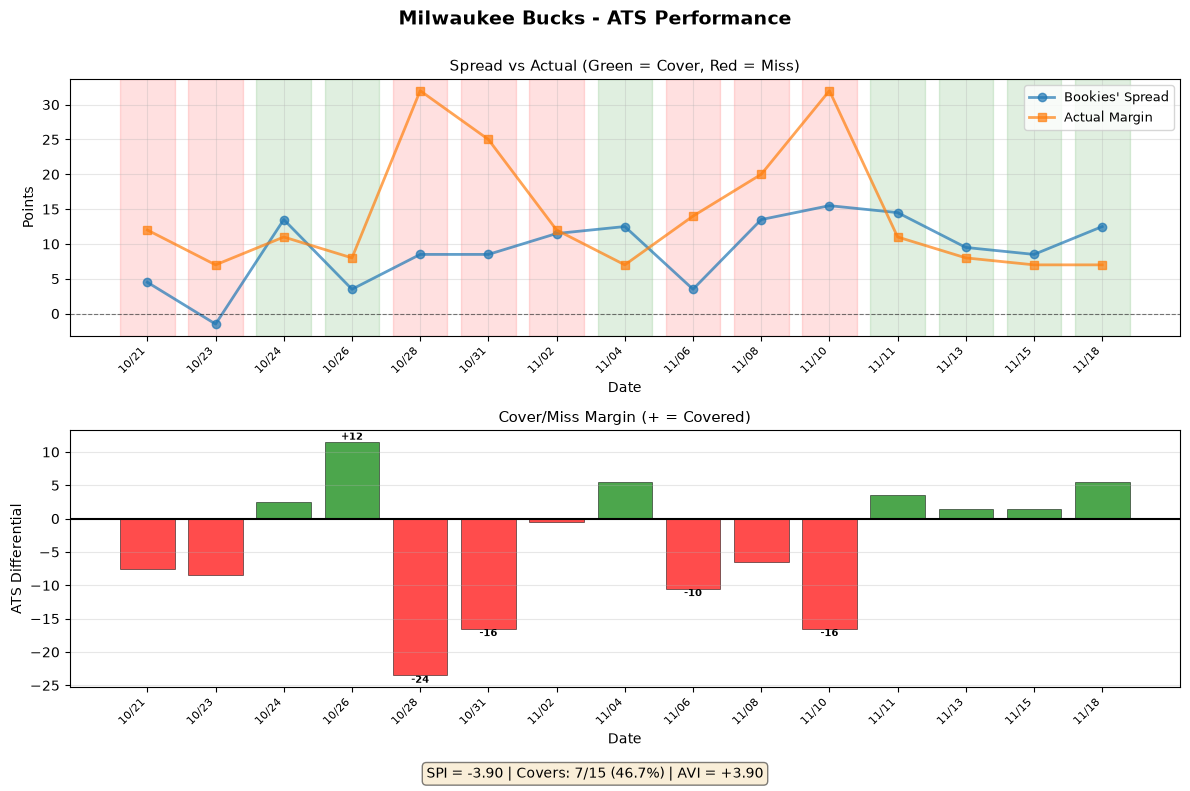 Milwaukee Bucks - ATS Performance
Spread vs Actual (Green = Cover, Red = Miss)
Points
30
25
20
15
10
5
0
Bookies' Spread
Actual Margin
10/21 10/23 10/24 10/26 10/28 10/31 11/02 11/04 11/06 11/08 11/10 11/11 11/13 11/15 11/18
Date
Cover/Miss Margin (+ = Covered)
ATS Differential
10
5
0
−5
−10
−15
−20
−25
+12
-24
-16
-10
-16
10/21 10/23 10/24 10/26 10/28 10/31 11/02 11/04 11/06 11/08 11/10 11/11 11/13 11/15 11/18
Date
SPI = -3.90 | Covers: 7/15 (46.7%) | AVI = +3.90